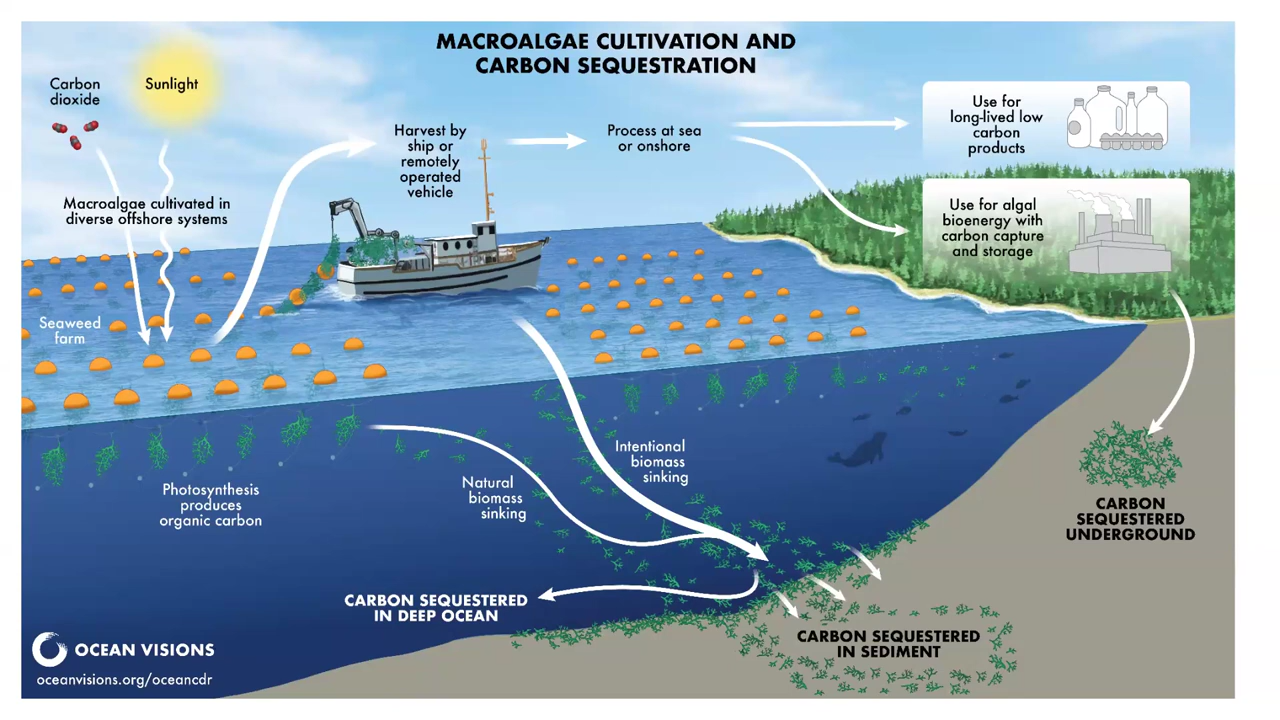 MACROALGAE CULTIVATION AND
CARBON SEQUESTRATION
Carbon
dioxide
Sunlight
Macroalgae cultivated in
diverse offshore systems
Harvest by
ship or
remotely
operated
vehicle
Process at sea
or onshore
Use for
long-lived low
carbon
products
Use for algal
bioenergy with
carbon capture
and storage
Seaweed
farm
Photosynthesis
produces
organic carbon
Natural
biomass
sinking
Intentional
biomass
sinking
CARBON
SEQUESTERED
UNDERGROUND
CARBON SEQUESTERED
IN DEEP OCEAN
CARBON SEQUESTERED
IN SEDIMENT
OCEAN VISIONS
oceanvisions.org/oceancdr